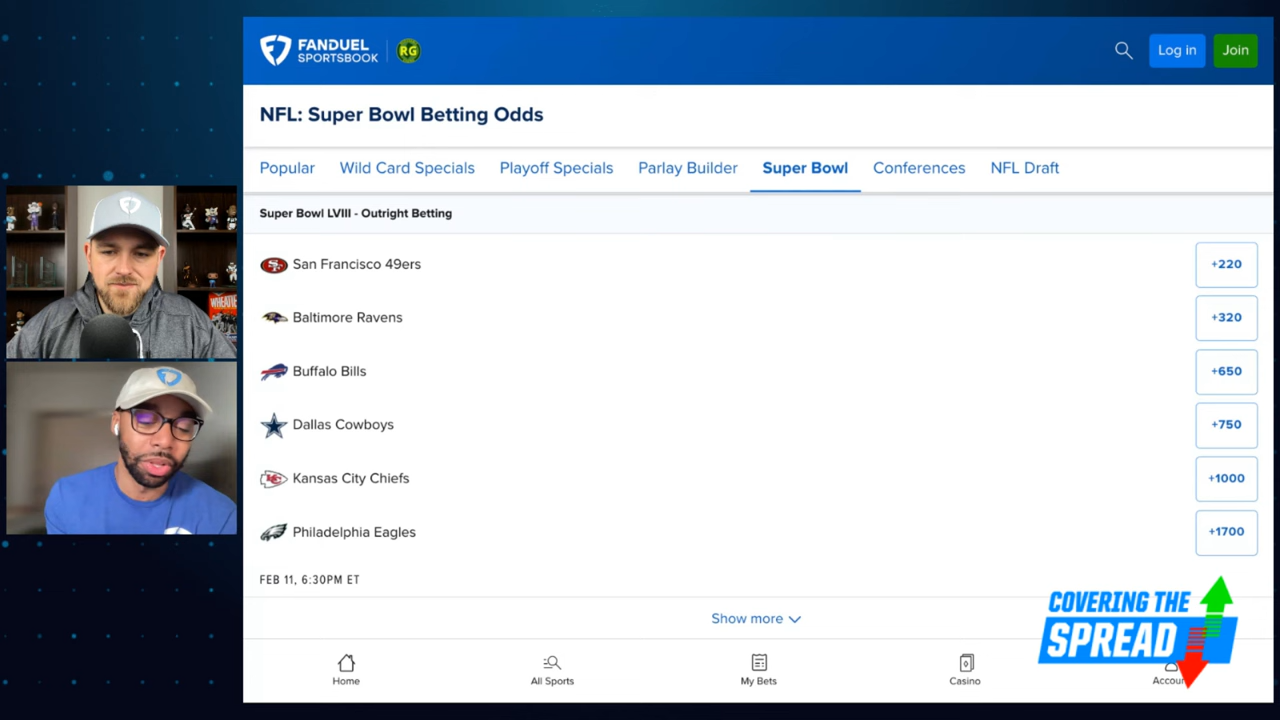 FANDUEL
SPORTSBOOK
RG
Log in
Join
NFL: Super Bowl Betting Odds
Popular
Wild Card Specials
Playoff Specials
Parlay Builder
Super Bowl
Conferences
NFL Draft
Super Bowl LVIII - Outright Betting
San Francisco 49ers
+220
Baltimore Ravens
+320
Buffalo Bills
+650
Dallas Cowboys
+750
Kansas City Chiefs
+1000
Philadelphia Eagles
+1700
FEB 11, 6:30PM ET
Show more
Home
All Sports
My Bets
Casino
Accoun
COVERING THE
SPREAD
WHEATIE